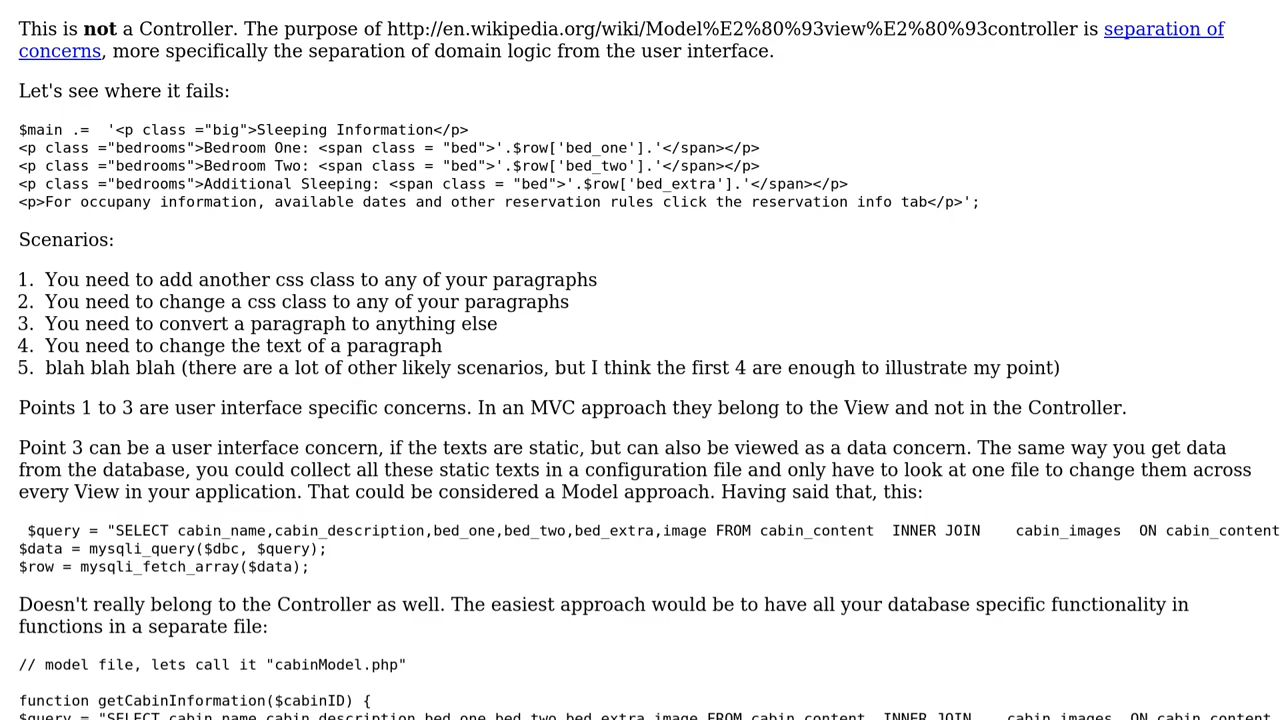 This is not a Controller. The purpose of http://en.wikipedia.org/wiki/Model%E2%80%93view%E2%80%93controller is separation of
concerns, more specifically the separation of domain logic from the user interface.
Let's see where it fails:
$main .=  '<p class ="big">Sleeping Information</p>
<p class ="bedrooms">Bedroom One: <span class = "bed">'.$row['bed_one'].'</span></p>
<p class ="bedrooms">Bedroom Two: <span class = "bed">'.$row['bed_two'].'</span></p>
<p class ="bedrooms">Additional Sleeping: <span class = "bed">'.$row['bed_extra'].'</span></p>
<p>For occupany information, available dates and other reservation rules click the reservation info tab</p>';
Scenarios:
1. You need to add another css class to any of your paragraphs
2. You need to change a css class to any of your paragraphs
3. You need to convert a paragraph to anything else
4. You need to change the text of a paragraph
5. blah blah blah (there are a lot of other likely scenarios, but I think the first 4 are enough to illustrate my point)
Points 1 to 3 are user interface specific concerns. In an MVC approach they belong to the View and not in the Controller.
Point 3 can be a user interface concern, if the texts are static, but can also be viewed as a data concern. The same way you get data
from the database, you could collect all these static texts in a configuration file and only have to look at one file to change them across
every View in your application. That could be considered a Model approach. Having said that, this:
$query = "SELECT cabin_name,cabin_description,bed_one,bed_two,bed_extra,image FROM cabin_content  INNER JOIN    cabin_images  ON cabin_content
$data = mysqli_query($dbc, $query);
$row = mysqli_fetch_array($data);
Doesn't really belong to the Controller as well. The easiest approach would be to have all your database specific functionality in
functions in a separate file:
// model file, lets call it "cabinModel.php"
function getCabinInformation($cabinID) {
$query = "SELECT cabin_name,cabin_description,bed_one,bed_two,bed_extra,image FROM cabin_content  INNER JOIN    cabin_images  ON cabin_content